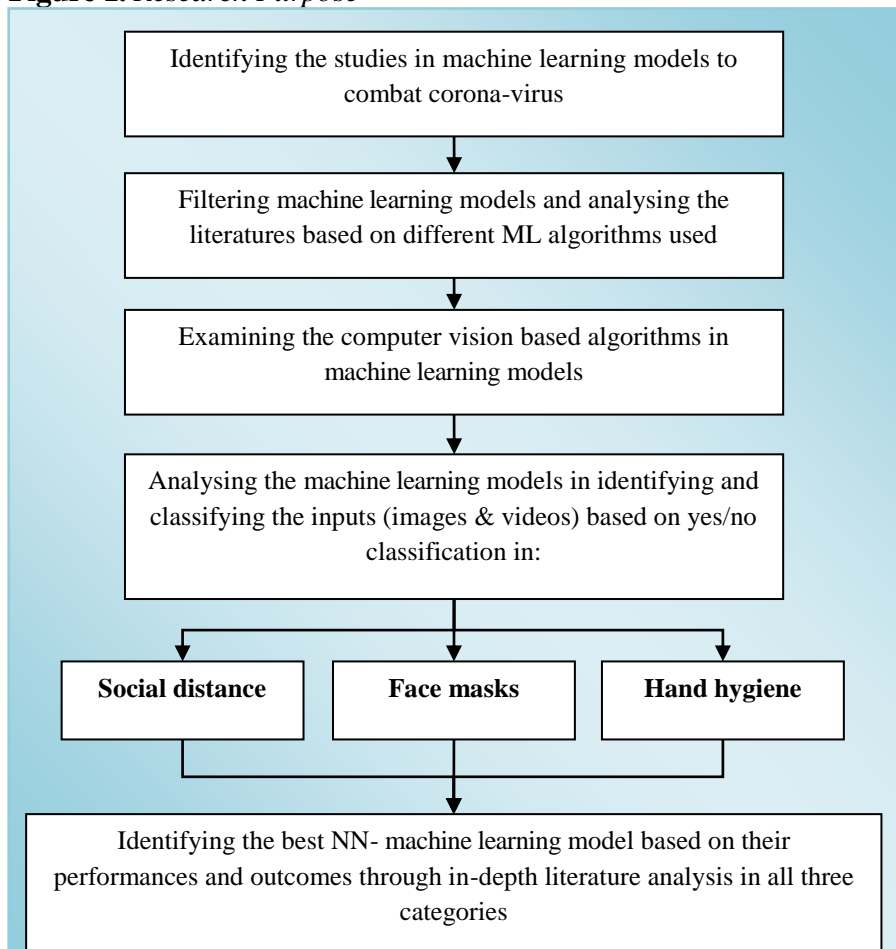 Figure 1. Research Purpose
Identifying the studies in machine learning models to
combat corona-virus
Filtering machine learning models and analysing the
literatures based on different ML algorithms used
Examining the computer vision based algorithms in
machine learning models
Analysing the machine learning models in identifying and
classifying the inputs (images & videos) based on yes/no
classification in:
Social distance
Face masks
Hand hygiene
Identifying the best NN- machine learning model based on their
performances and outcomes through in-depth literature analysis in all three
categories